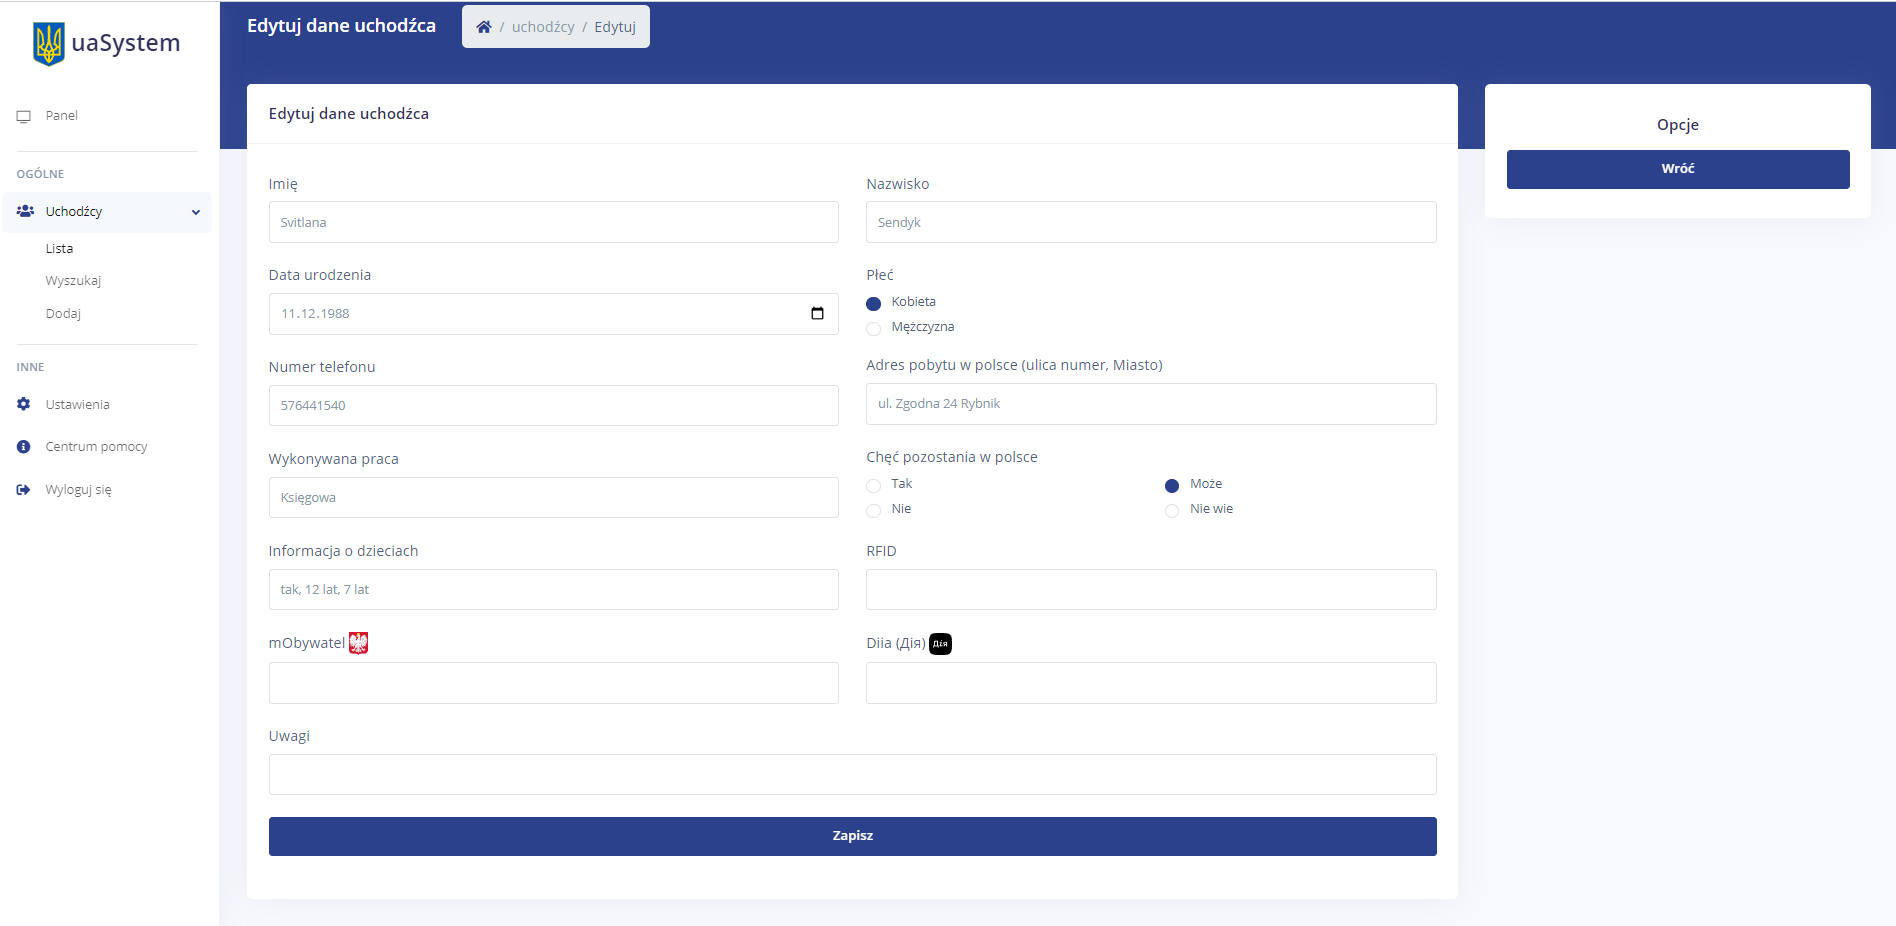 uaSystem
Panel
OGÓLNE
Uchodźcy
Lista
Wyszukaj
Dodaj
INNE
Ustawienia
Centrum pomocy
Wyloguj się
Edytuj dane uchodźca
/ uchodźcy / Edytuj
Edytuj dane uchodźca
Imię
Svitlana
Nazwisko
Sendyk
Data urodzenia
11.12.1988
Płeć
Kobieta
Mężczyzna
Numer telefonu
576441540
Adres pobytu w polsce (ulica numer, Miasto)
ul. Zgodna 24 Rybnik
Wykonywana praca
Księgowa
Chęć pozostania w polsce
Tak
Może
Nie
Nie wie
Informacja o dzieciach
tak, 12 lat, 7 lat
RFID
mObywatel
Diia (Дія) Дія
Uwagi
Zapisz
Opcje
Wróć